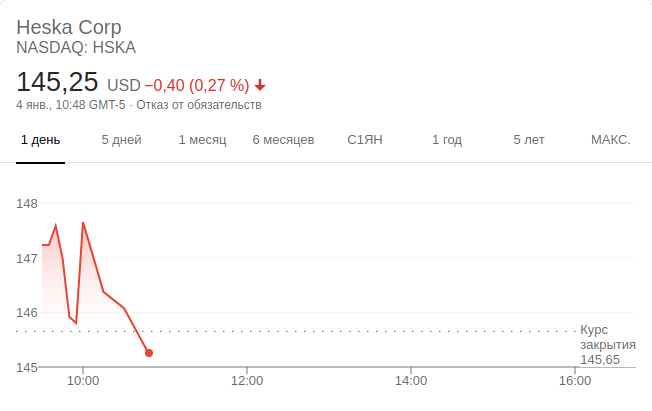 Heska Corp
NASDAQ: HSKA
145,25 USD −0,40 (0,27 %)
4 янв., 10:48 GMT-5 · Отказ от обязательств
1 день 5 дней 1 месяц 6 месяцев С1ЯН 1 год 5 лет МАКС.
148
147
146
Курс
закрытия
145,65
145
10:00 12:00 14:00 16:00